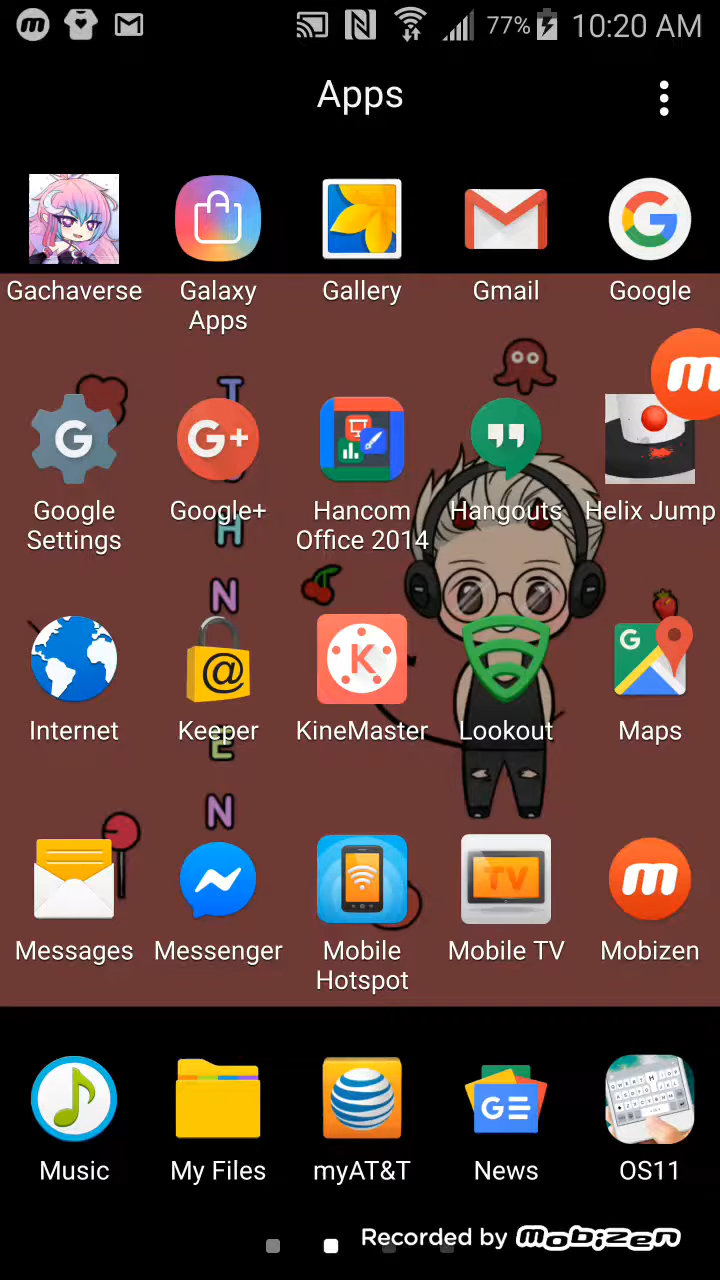 77% 10:20 AM
Apps
Gachaverse
Galaxy
Apps
Gallery
Gmail
Google
Google
Settings
Google+
Hancom
Office 2014
Hangouts
Helix Jump
Internet
Keeper
KineMaster
Lookout
Maps
Messages
Messenger
Mobile
Hotspot
TV
Mobile TV
Mobizen
Music
My Files
myAT&T
News
OS11
Recorded by Mobizen